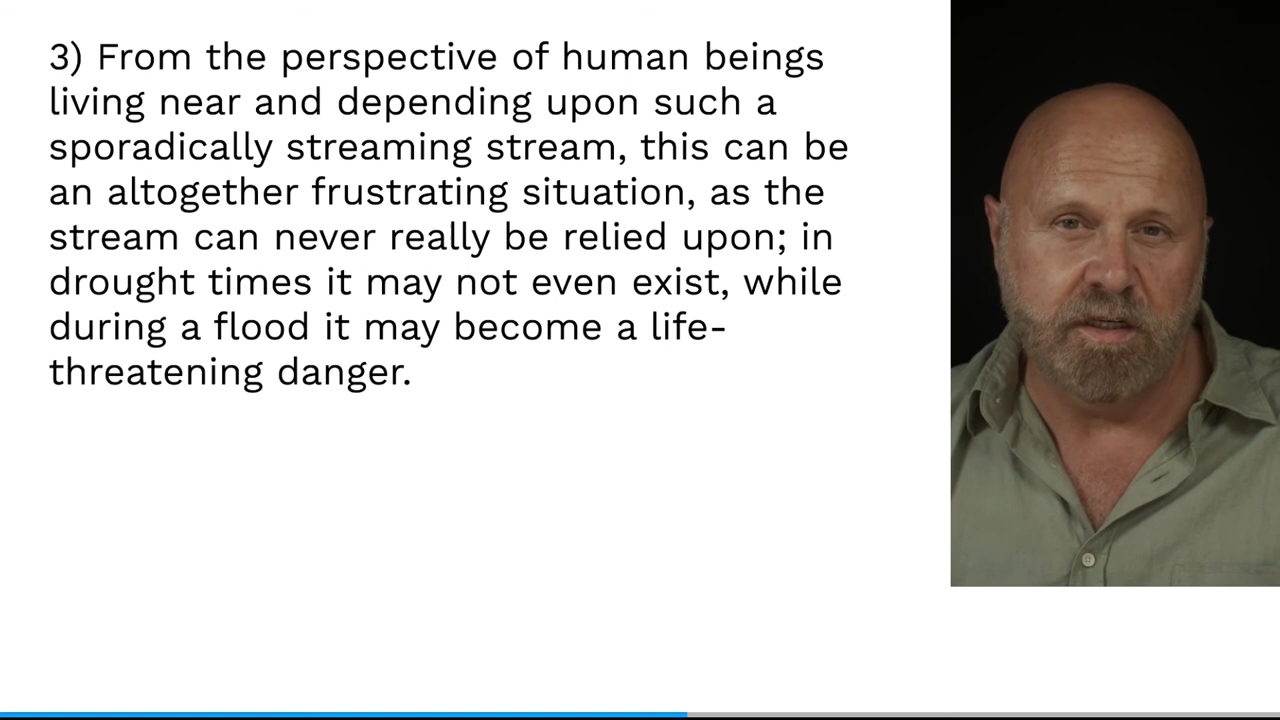 3) From the perspective of human beings
living near and depending upon such a
sporadically streaming stream, this can be
an altogether frustrating situation, as the
stream can never really be relied upon; in
drought times it may not even exist, while
during a flood it may become a life-
threatening danger.